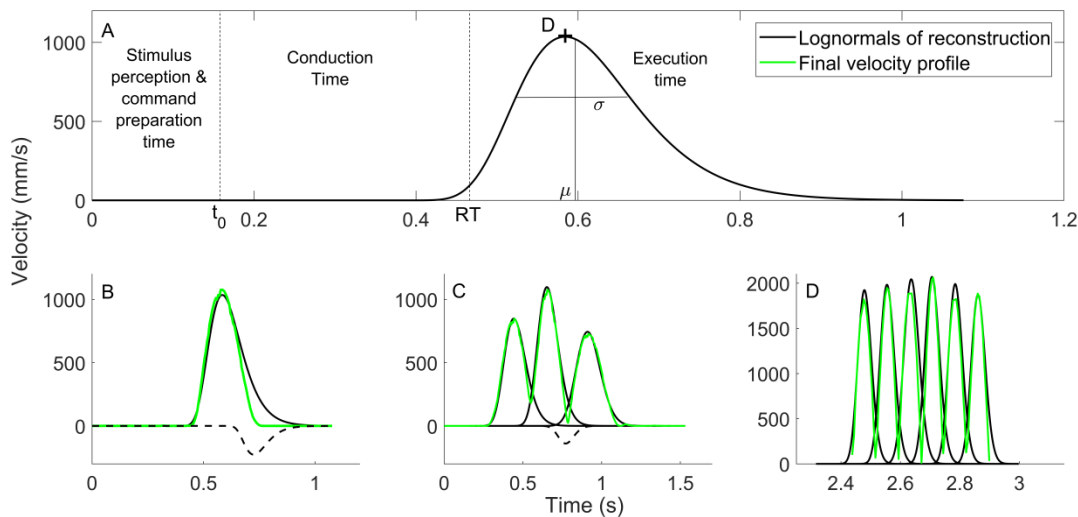 A
Stimulus
perception &
command
preparation
time
Conduction
Time
D
Execution
time
Lognormals of reconstruction
Final velocity profile
1000
500
0
σ
μ
0
t0
0.2
0.4
RT
0.6
0.8
1
1.2
Velocity (mm/s)
B
1000
500
0
0
0.5
1
C
1000
500
0
0
0.5
1
1.5
D
2000
1500
1000
500
0
2.4
2.6
2.8
3
Time (s)